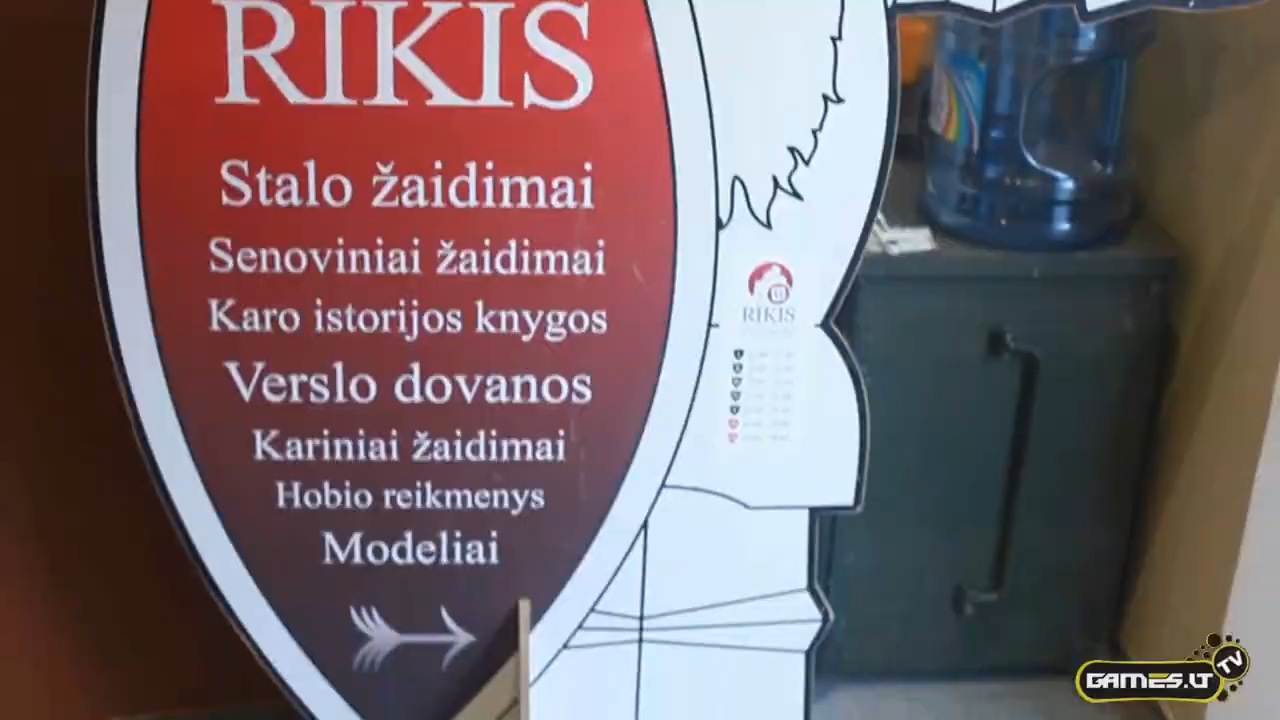 RIKIS
Stalo žaidimai
Senoviniai žaidimai
Karo istorijos knygos
Verslo dovanos
Kariniai žaidimai
Hobio reikmenys
Modeliai
RIKIS
GAMES.LT TV